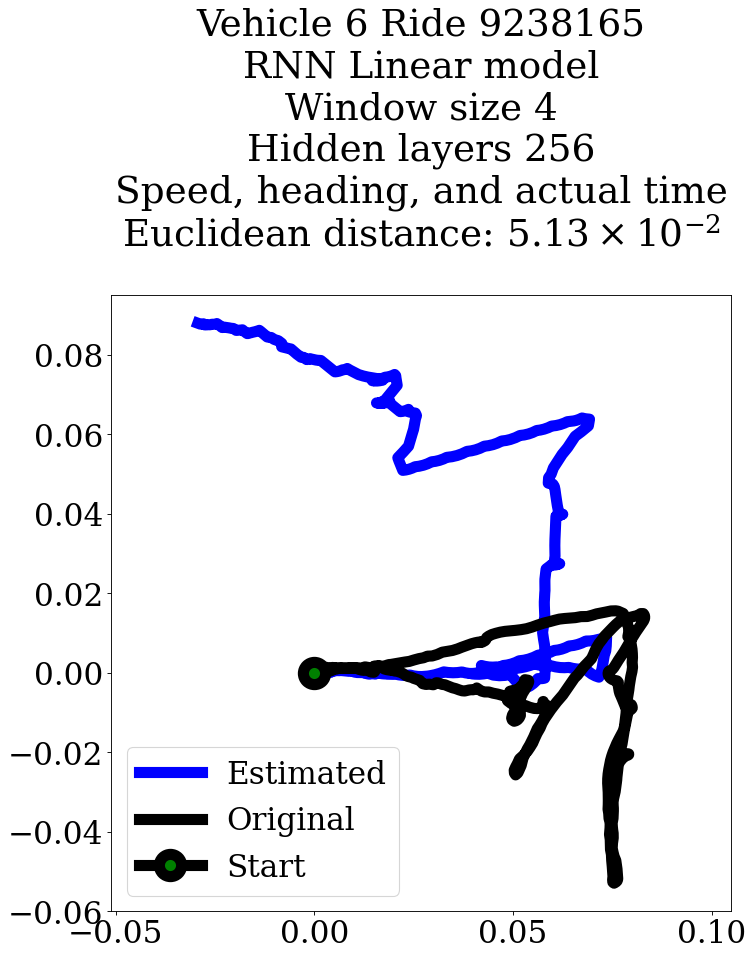 Vehicle 6 Ride 9238165
RNN Linear model
Window size 4
Hidden layers 256
Speed, heading, and actual time
Euclidean distance: 5.13 × 10⁻²
0.08
0.06
0.04
0.02
0.00
−0.02
−0.04
−0.06
Estimated
Original
Start
−0.05
0.00
0.05
0.10